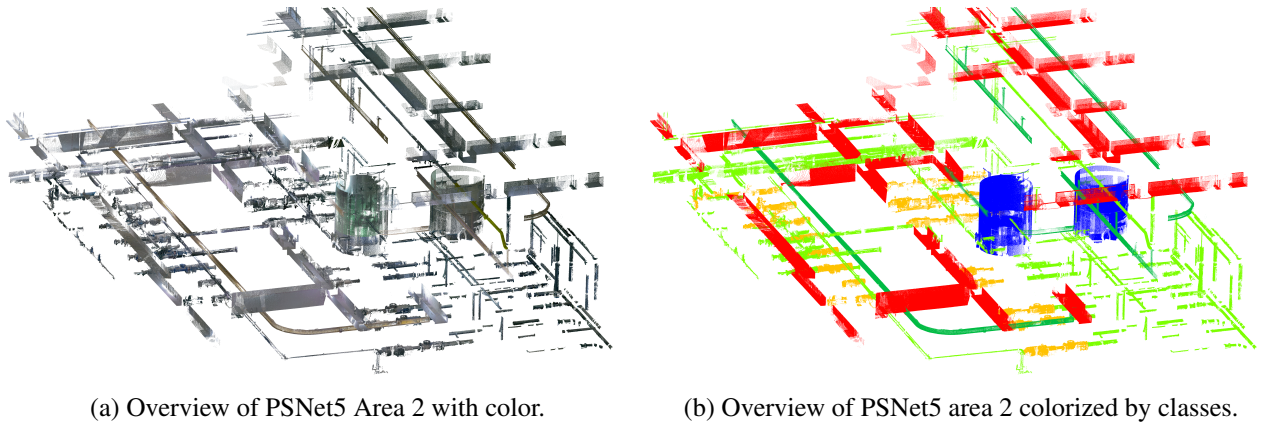 (a) Overview of PSNet5 Area 2 with color.
(b) Overview of PSNet5 area 2 colorized by classes.